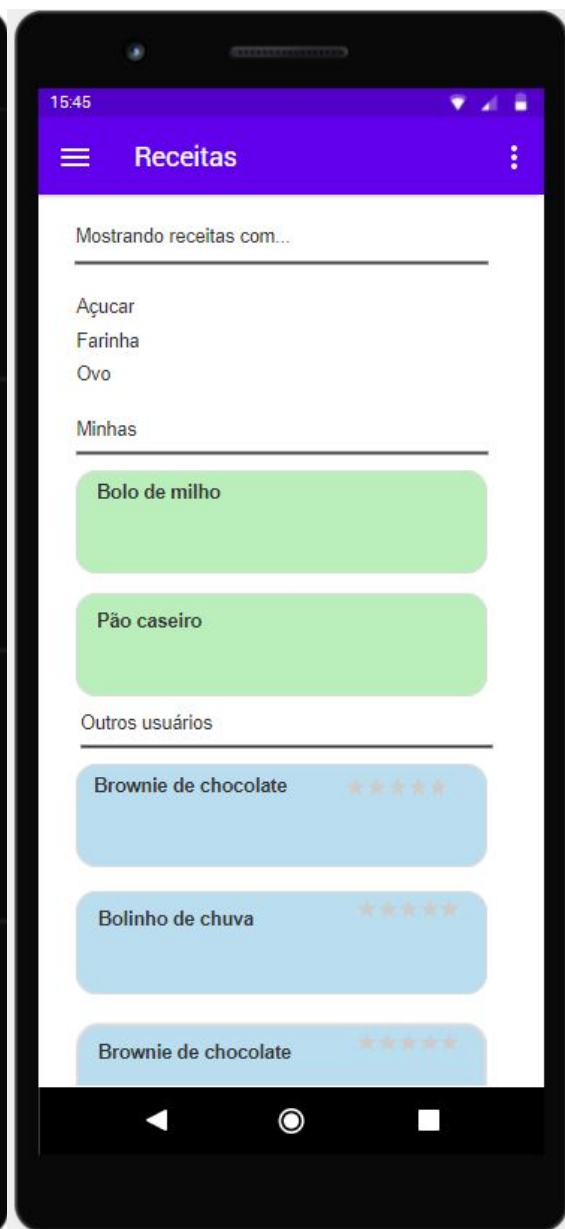 15:45
Receitas
Mostrando receitas com...
Açucar
Farinha
Ovo
Minhas
Bolo de milho
Pão caseiro
Outros usuários
Brownie de chocolate
Bolinho de chuva
Brownie de chocolate